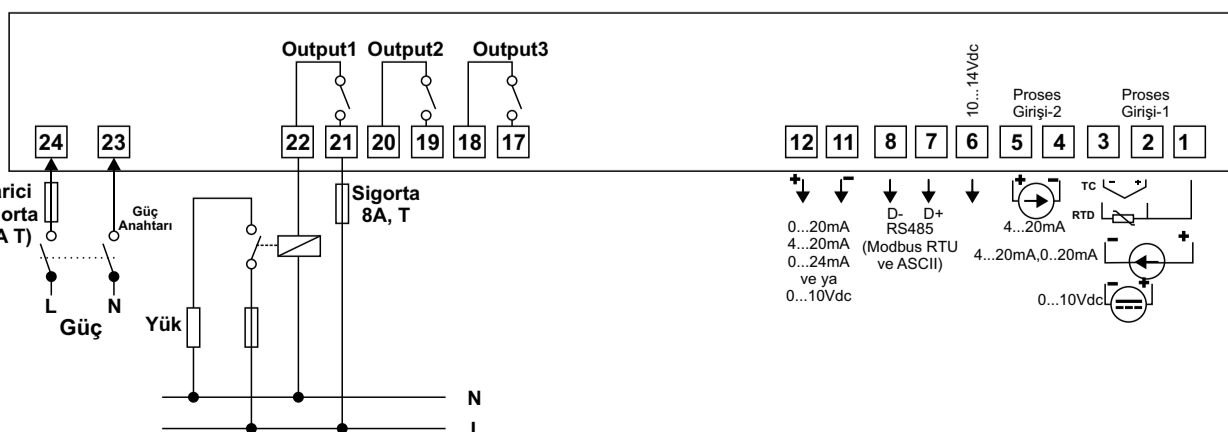 Output1 Output2 Output3
10...14Vdc
Proses
Girişi-2
Proses
Girişi-1
24 23 22 21 20 19 18 17 12 11 8 7 6 5 4 3 2 1
Güç
Anahtarı
L N
Güç
Sigorta
8A, T
Yük
N
+ -
0...20mA
4...20mA
0...24mA
ve ya
0...10Vdc
D- D+
RS485
(Modbus RTU
ve ASCII)
+ -
4...20mA
TC - +
RTD
- +
4...20mA,0..20mA
- +
0...10Vdc